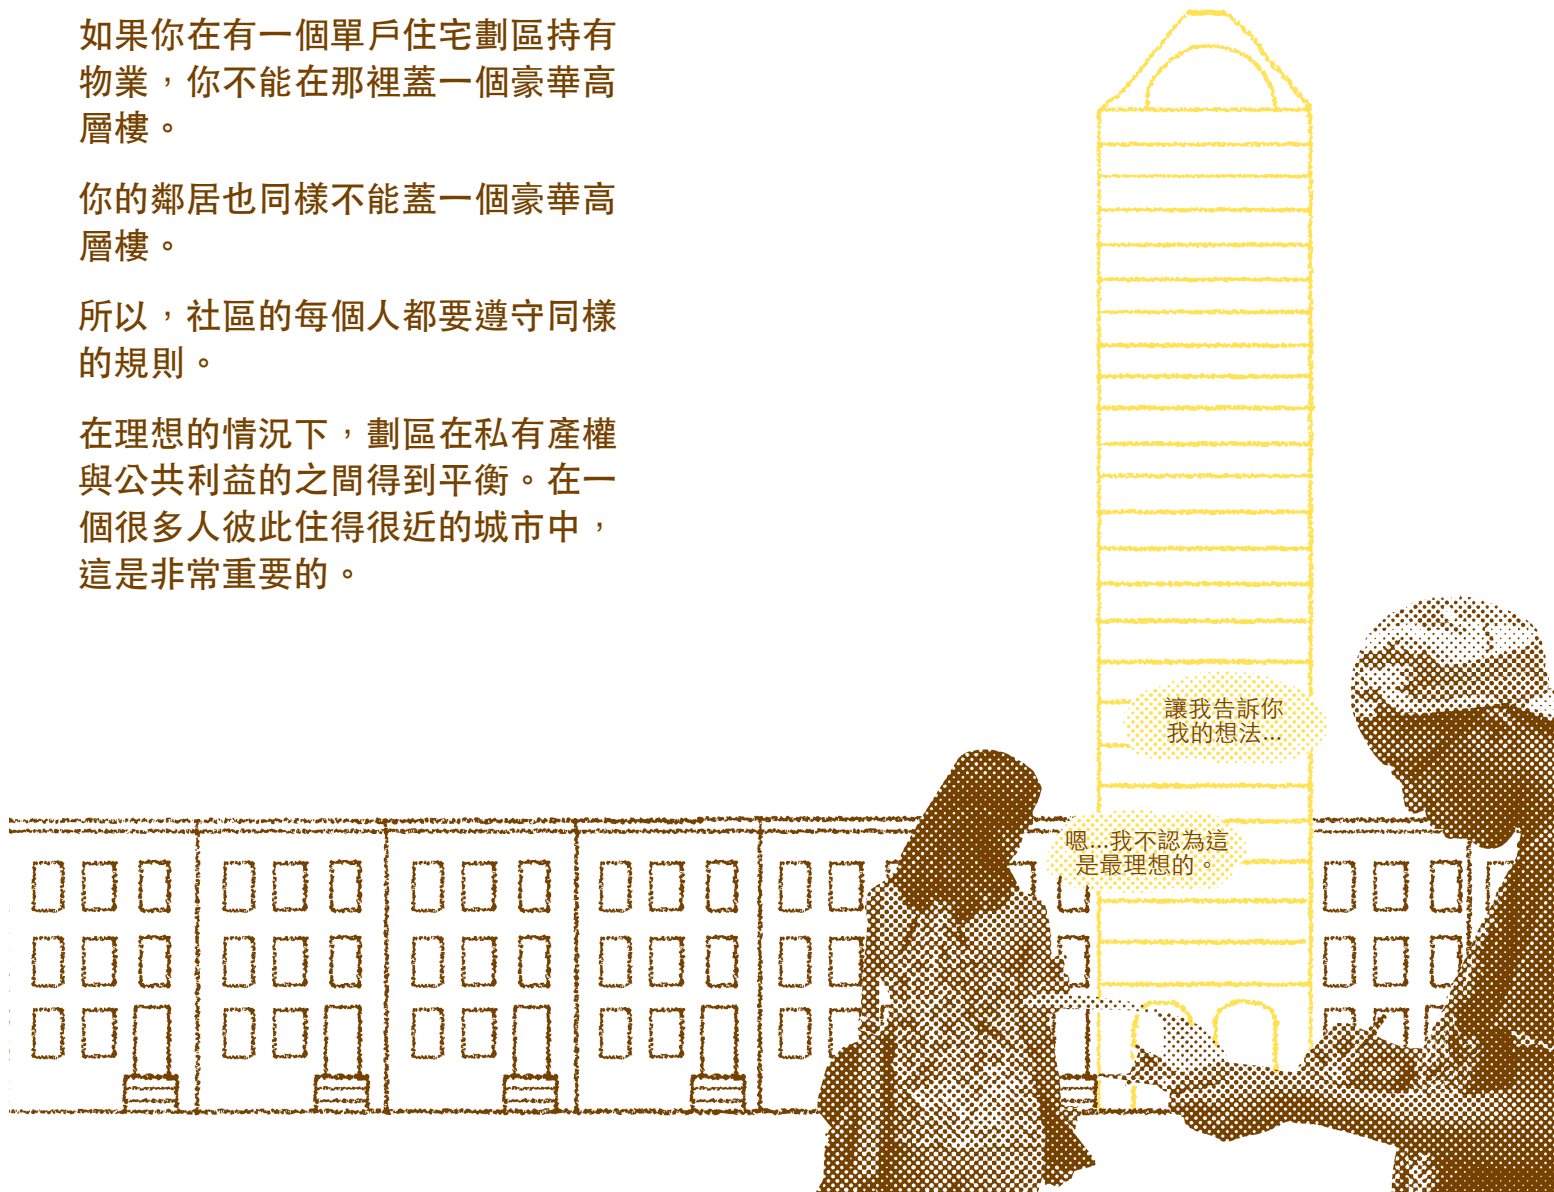 如果你在有一個單戶住宅劃區持有
物業，你不能在那裡蓋一個豪華高
層樓。
你的鄰居也同樣不能蓋一個豪華高
層樓。
所以，社區的每個人都要遵守同樣
的規則。
在理想的情況下，劃區在私有產權
與公共利益的之間得到平衡。在一
個很多人彼此住得很近的城市中，
這是非常重要的。
讓我告訴你
我的想法...
嗯...我不認為這
是最理想的。